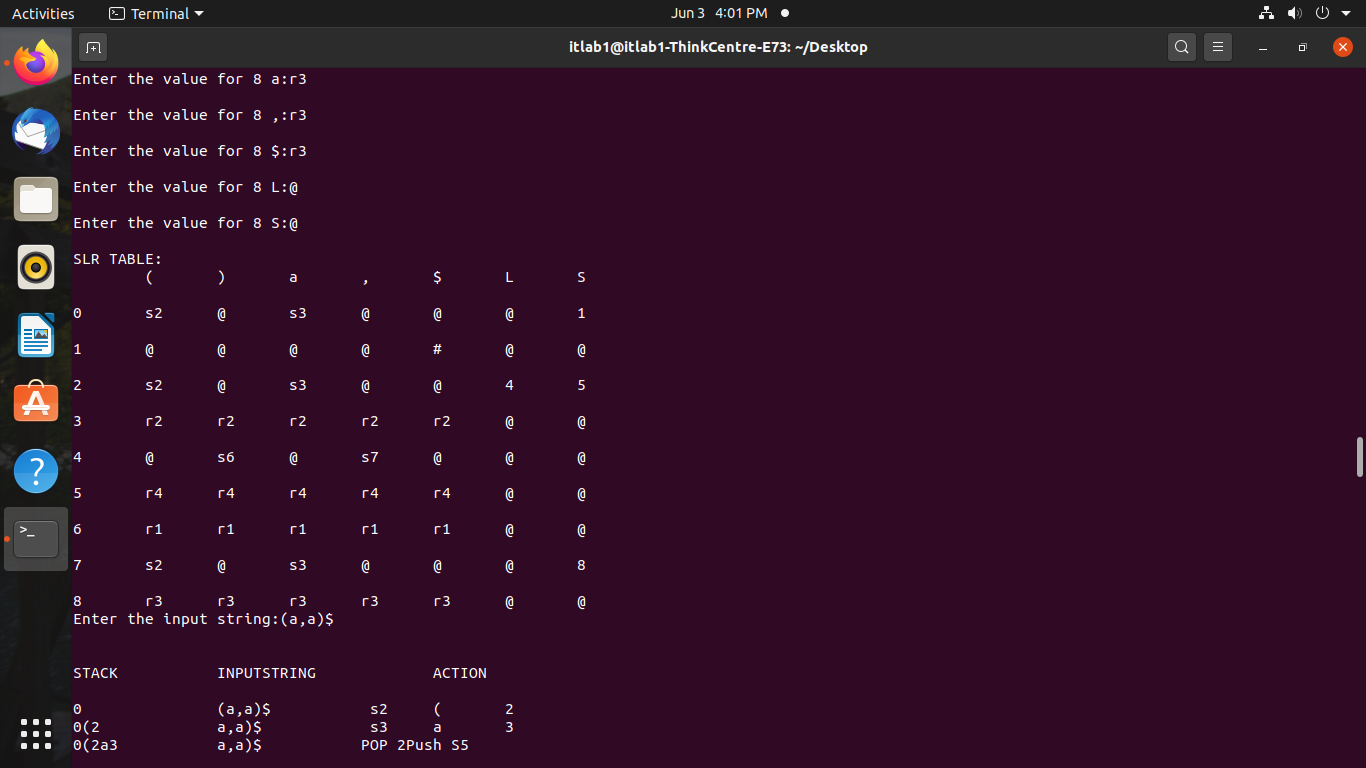 Activities Terminal Jun 3 4:01 PM
itlab1@itlab1-ThinkCentre-E73: ~/Desktop
Enter the value for 8 a:r3
Enter the value for 8 ,:r3
Enter the value for 8 $:r3
Enter the value for 8 L:@
Enter the value for 8 S:@
SLR TABLE:
( ) a , $ L S
0 s2 @ s3 @ @ @ 1
1 @ @ @ @ # @ @
2 s2 @ s3 @ @ 4 5
3 r2 r2 r2 r2 r2 @ @
4 @ s6 @ s7 @ @ @
5 r4 r4 r4 r4 r4 @ @
6 r1 r1 r1 r1 r1 @ @
7 s2 @ s3 @ @ @ 8
8 r3 r3 r3 r3 r3 @ @
Enter the input string:(a,a)$
STACK INPUTSTRING ACTION
0 (a,a)$ s2 ( 2
0(2 a,a)$ s3 a 3
0(2a3 a,a)$ POP 2Push S5